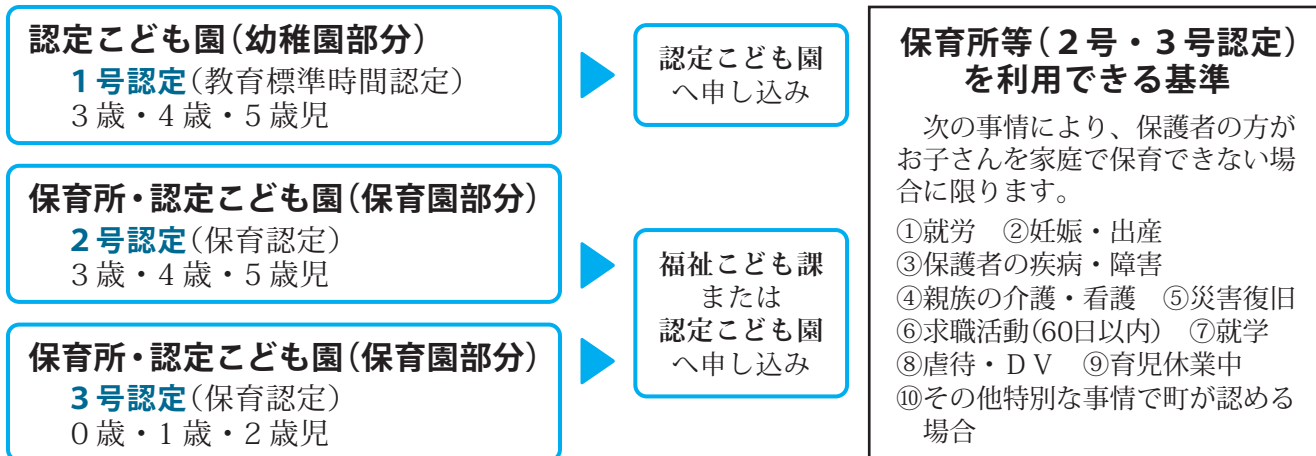 認定こども園(幼稚園部分)
1号認定(教育標準時間認定)
3歳・4歳・5歳児
認定こども園
へ申し込み
保育所・認定こども園(保育園部分)
2号認定(保育認定)
3歳・4歳・5歳児
保育所・認定こども園(保育園部分)
3号認定(保育認定)
0歳・1歳・2歳児
福祉こども課
または
認定こども園
へ申し込み
保育所等(2号・3号認定)
を利用できる基準
次の事情により、保護者の方が
お子さんを家庭で保育できない場
合に限ります。
①就労 ②妊娠・出産
③保護者の疾病・障害
④親族の介護・看護 ⑤災害復旧
⑥求職活動(60日以内) ⑦就学
⑧虐待・DV ⑨育児休業中
⑩その他特別な事情で町が認める
場合